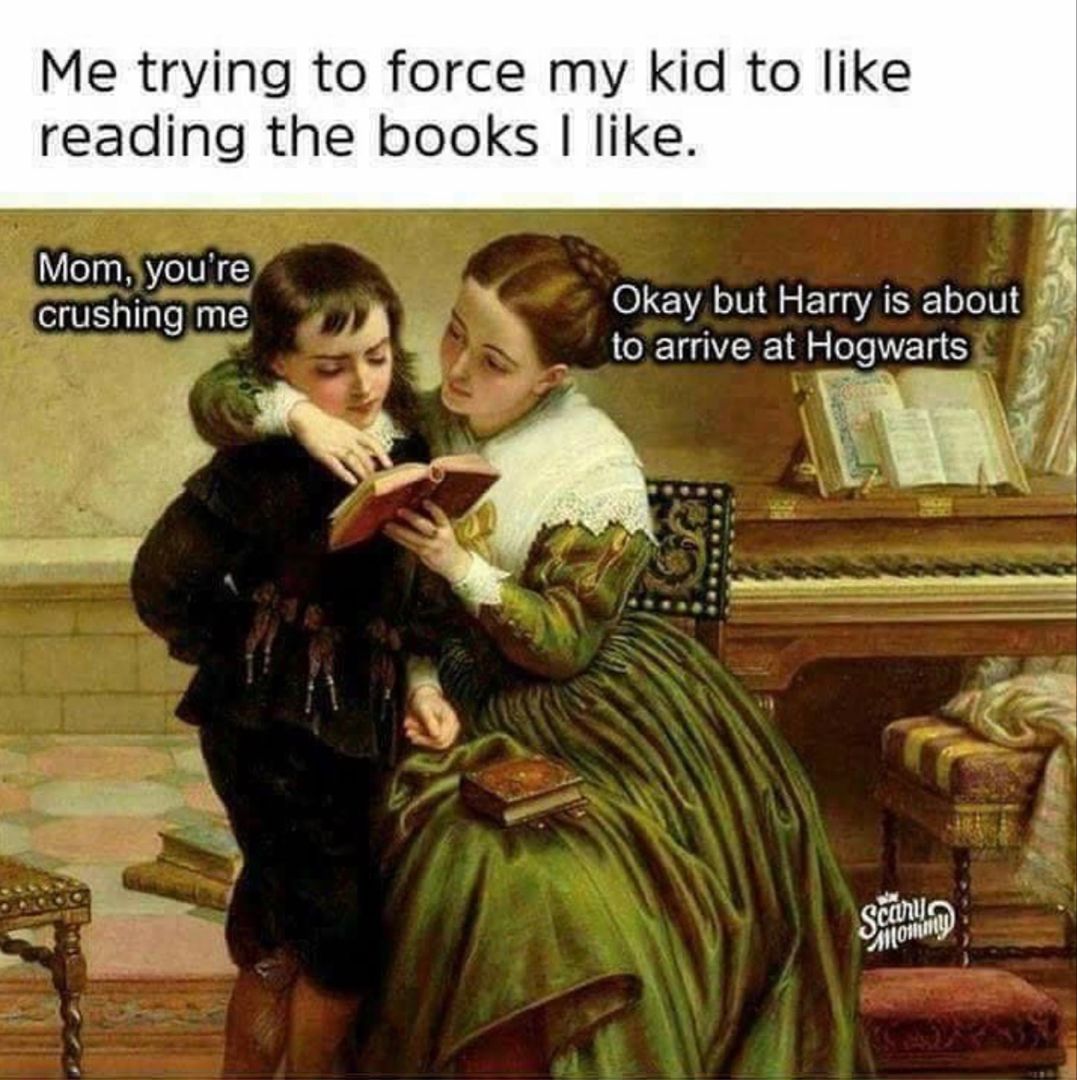 Me trying to force my kid to like
reading the books I like.
Mom, you're
crushing me
Okay but Harry is about
to arrive at Hogwarts
Scary
Mommy